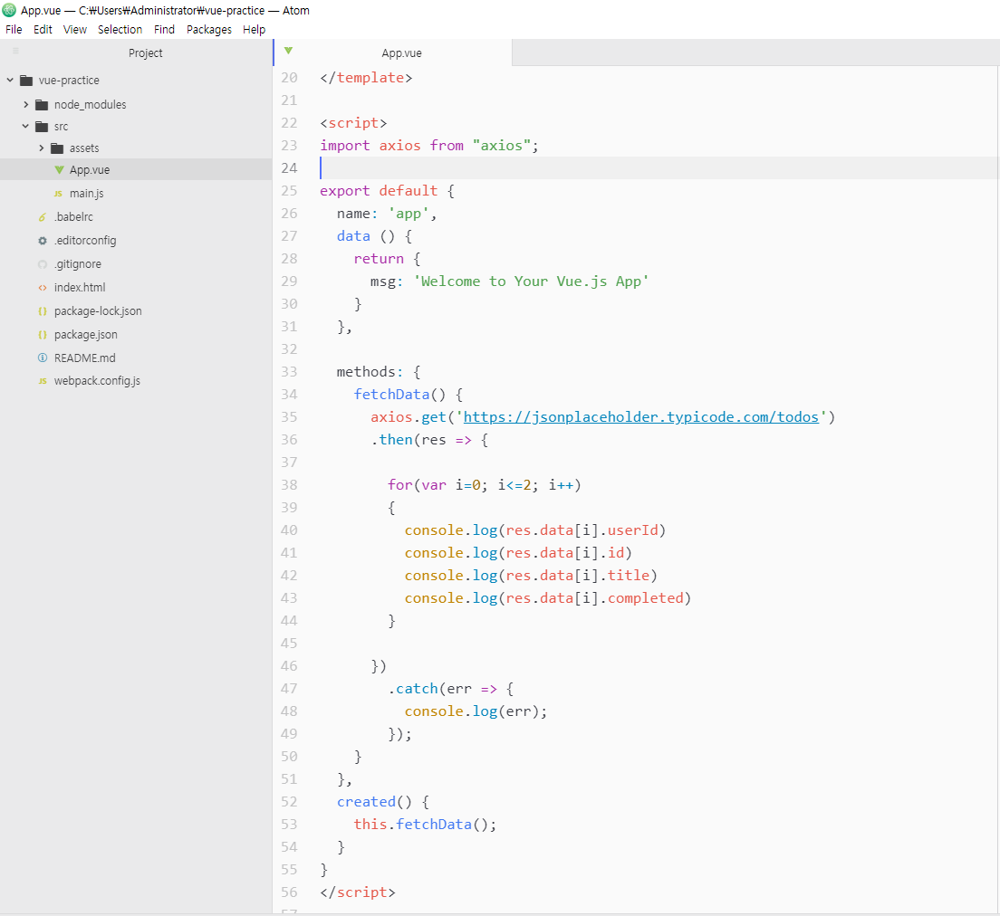 App.vue — C:₩Users₩Administrator₩vue-practice — Atom
File Edit View Selection Find Packages Help
Project
vue-practice
node_modules
src
assets
App.vue
JS main.js
.babelrc
.editorconfig
.gitignore
index.html
package-lock.json
package.json
README.md
JS webpack.config.js
App.vue
20 </template>
21
22 <script>
23 import axios from "axios";
24
25 export default {
26   name: 'app',
27   data () {
28     return {
29       msg: 'Welcome to Your Vue.js App'
30     }
31   },
32
33   methods: {
34     fetchData() {
35       axios.get('https://jsonplaceholder.typicode.com/todos')
36       .then(res => {
37
38         for(var i=0; i<=2; i++)
39         {
40           console.log(res.data[i].userId)
41           console.log(res.data[i].id)
42           console.log(res.data[i].title)
43           console.log(res.data[i].completed)
44         }
45
46       })
47         .catch(err => {
48           console.log(err);
49         });
50     }
51   },
52   created() {
53     this.fetchData();
54   }
55 }
56 </script>
57